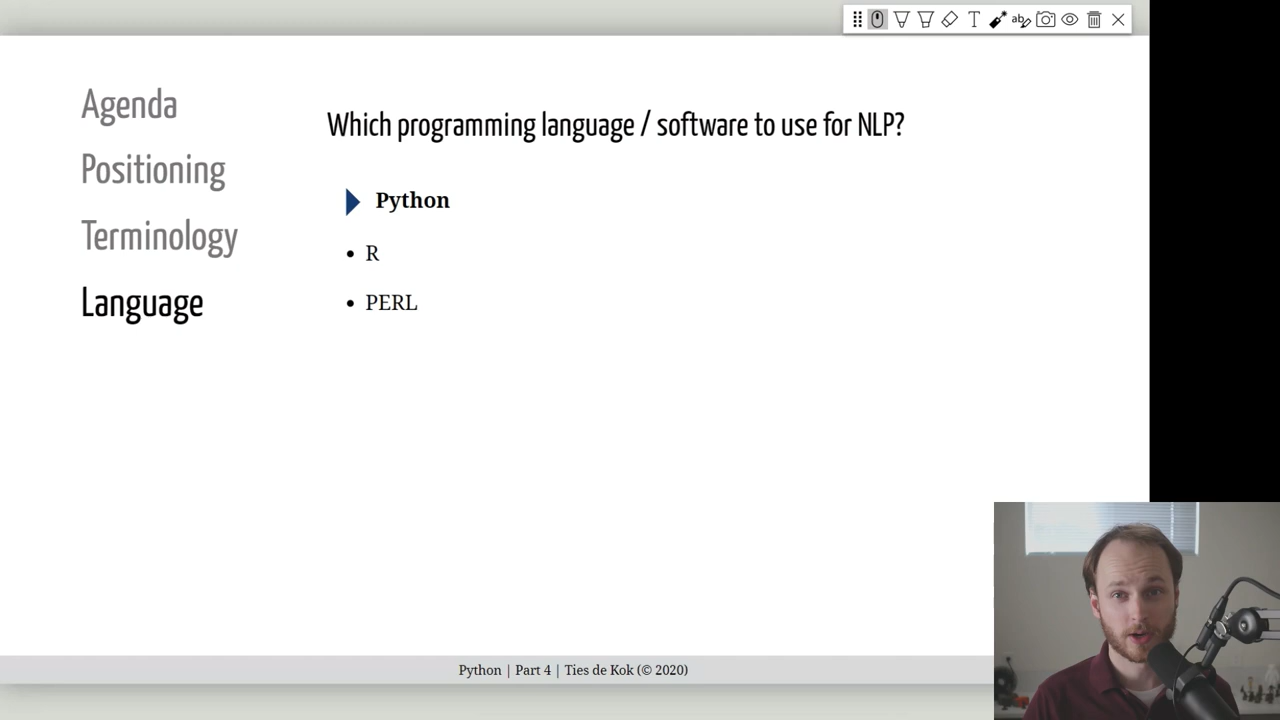 Agenda
Positioning
Terminology
Language
Which programming language / software to use for NLP?
Python
R
PERL
Python | Part 4 | Ties de Kok (© 2020)
T
ab